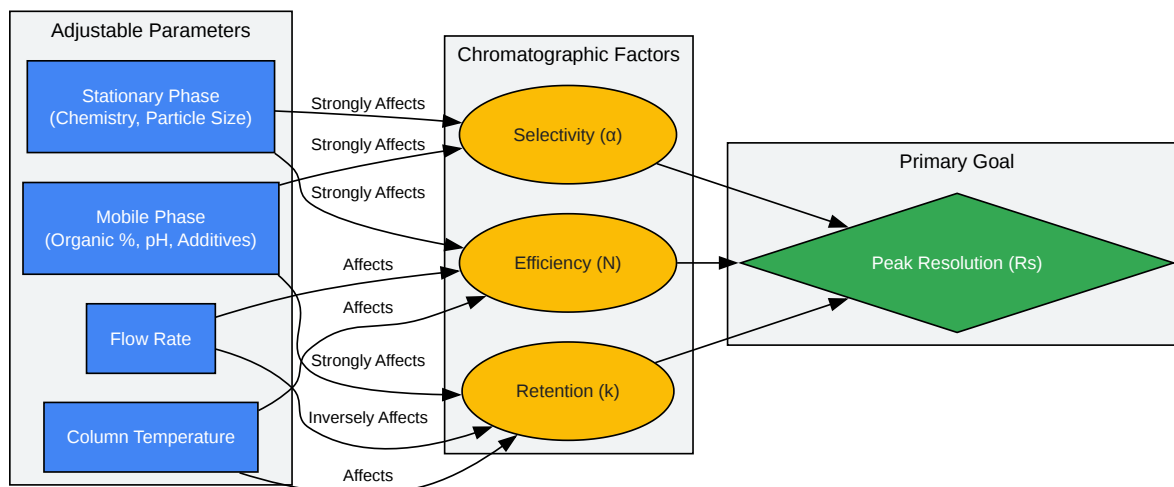 Adjustable Parameters
Stationary Phase
(Chemistry, Particle Size)
Mobile Phase
(Organic %, pH, Additives)
Flow Rate
Column Temperature
Strongly Affects
Strongly Affects
Strongly Affects
Affects
Affects
Strongly Affects
Inversely Affects
Affects
Chromatographic Factors
Selectivity (α)
Efficiency (N)
Retention (k)
Primary Goal
Peak Resolution (Rs)